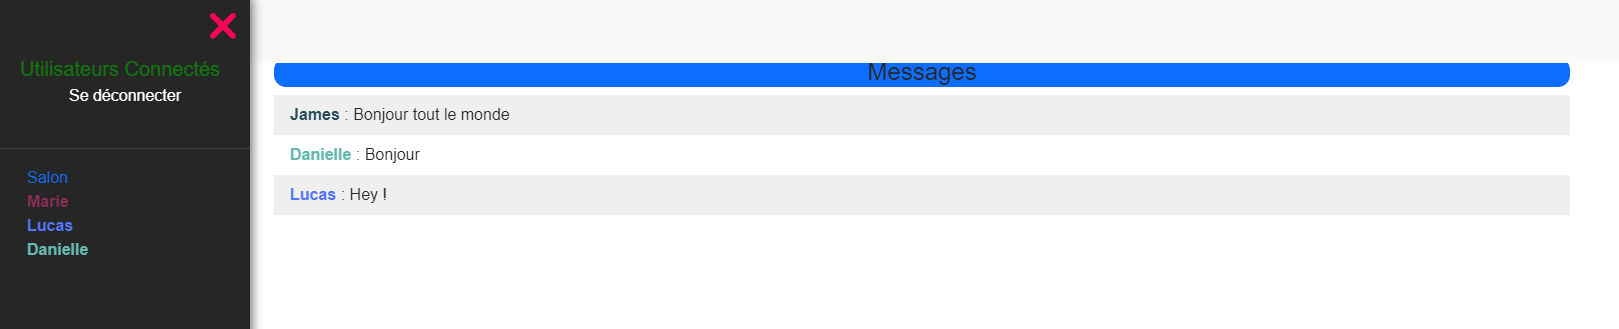 Utilisateurs Connectés
Se déconnecter
Salon
Marie
Lucas
Danielle
Messages
James : Bonjour tout le monde
Danielle : Bonjour
Lucas : Hey !